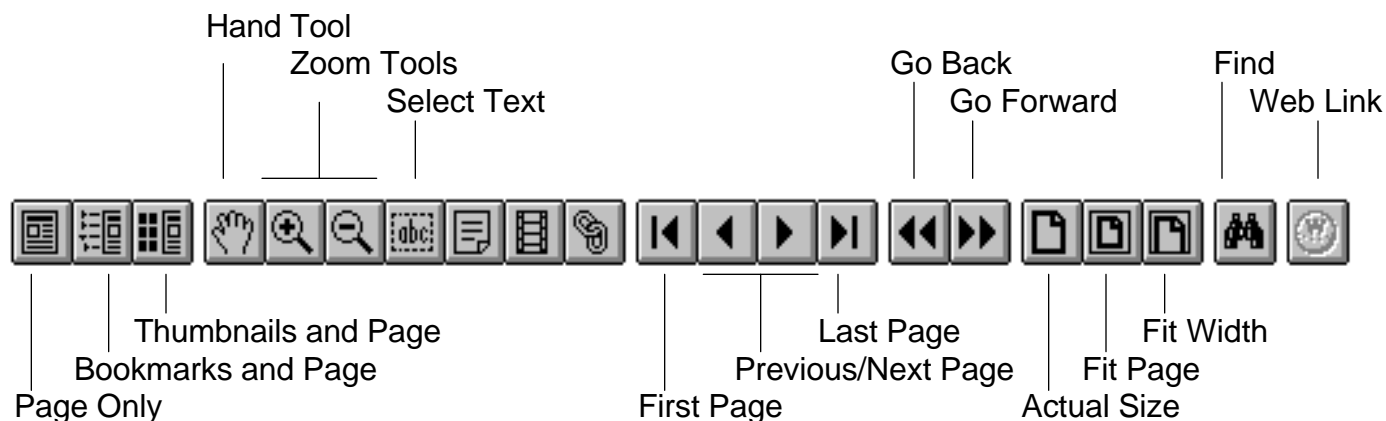 Hand Tool
Zoom Tools
Go Back
Find
Select Text
Go Forward
Web Link
abc
Thumbnails and Page
Last Page
Fit Width
Bookmarks and Page
Previous/Next Page
Fit Page
Page Only
First Page
Actual Size